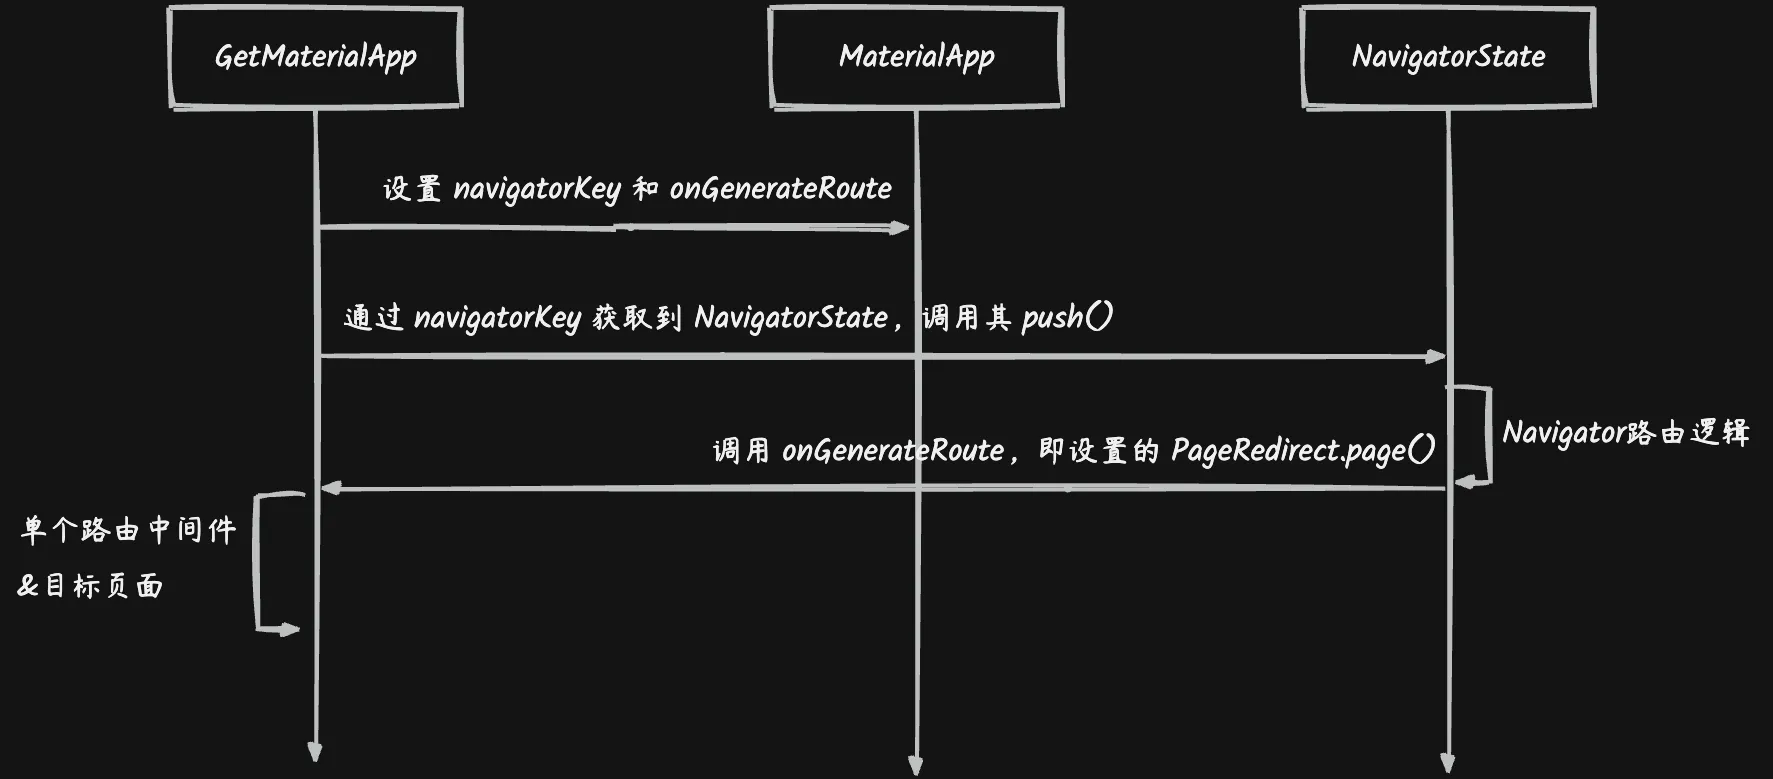 GetMaterialApp
MaterialApp
NavigatorState
设置 navigatorKey 和 onGenerateRoute
通过 navigatorKey 获取到 NavigatorState，调用其 push()
Navigator路由逻辑
调用 onGenerateRoute，即设置的 PageRedirect.page()
单个路由中间件
&目标页面